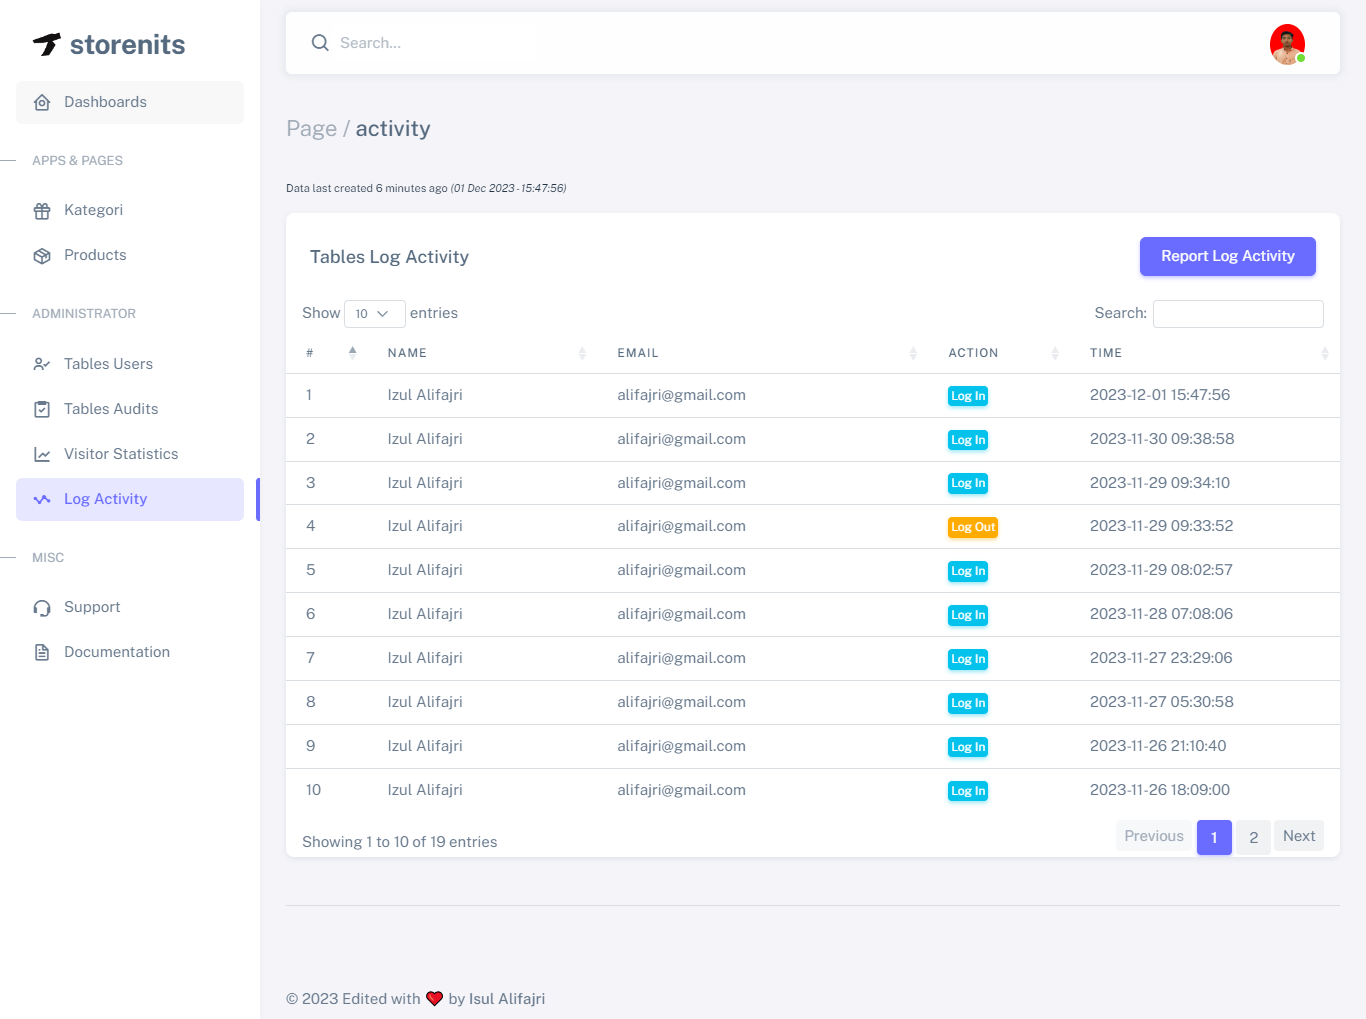 storenits
Search...
Dashboards
APPS & PAGES
Kategori
Products
ADMINISTRATOR
Tables Users
Tables Audits
Visitor Statistics
Log Activity
MISC
Support
Documentation
Page / activity
Data last created 6 minutes ago (01 Dec 2023 - 15:47:56)
Tables Log Activity
Report Log Activity
Show 10 entries
Search:
# NAME EMAIL ACTION TIME
1 Izul Alifajri alifajri@gmail.com Log In 2023-12-01 15:47:56
2 Izul Alifajri alifajri@gmail.com Log In 2023-11-30 09:38:58
3 Izul Alifajri alifajri@gmail.com Log In 2023-11-29 09:34:10
4 Izul Alifajri alifajri@gmail.com Log Out 2023-11-29 09:33:52
5 Izul Alifajri alifajri@gmail.com Log In 2023-11-29 08:02:57
6 Izul Alifajri alifajri@gmail.com Log In 2023-11-28 07:08:06
7 Izul Alifajri alifajri@gmail.com Log In 2023-11-27 23:29:06
8 Izul Alifajri alifajri@gmail.com Log In 2023-11-27 05:30:58
9 Izul Alifajri alifajri@gmail.com Log In 2023-11-26 21:10:40
10 Izul Alifajri alifajri@gmail.com Log In 2023-11-26 18:09:00
Showing 1 to 10 of 19 entries
Previous 1 2 Next
© 2023 Edited with ❤️ by Isul Alifajri